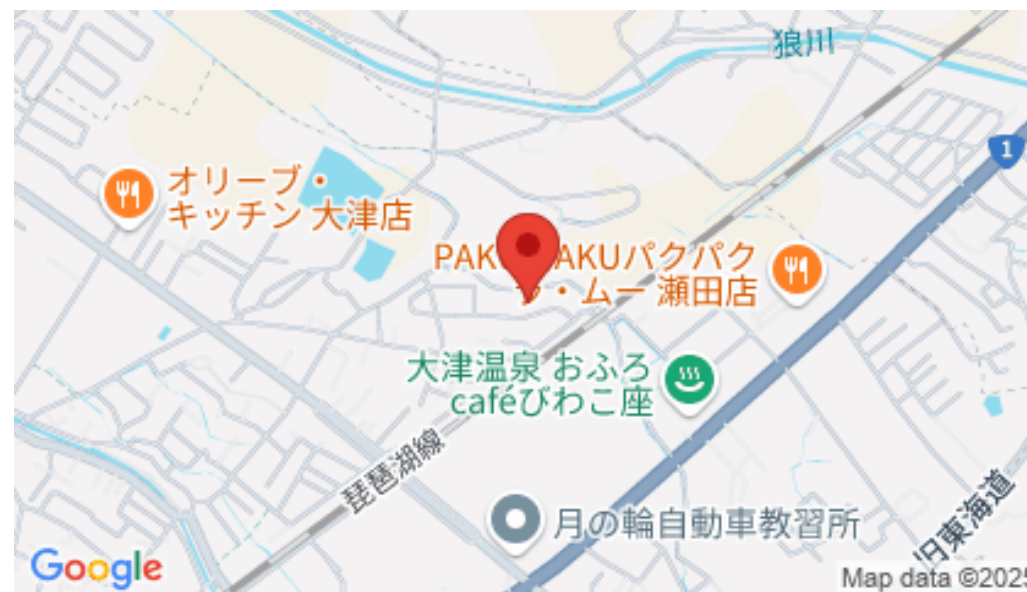 狼川
1
オリーブ・
キッチン 大津店
AKUパクパク
・ムー 瀬田店
大津温泉 おふろ
caféびわこ座
琵琶湖線
月の輪自動車教習所
旧東海道
Google
Map data ©2025